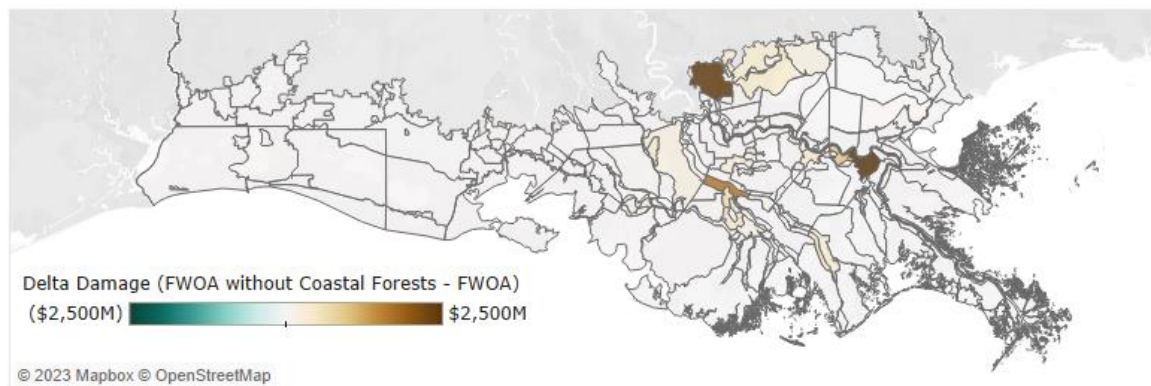 Delta Damage (FWOA without Coastal Forests - FWOA)
($2,500M) $2,500M
© 2023 Mapbox © OpenStreetMap